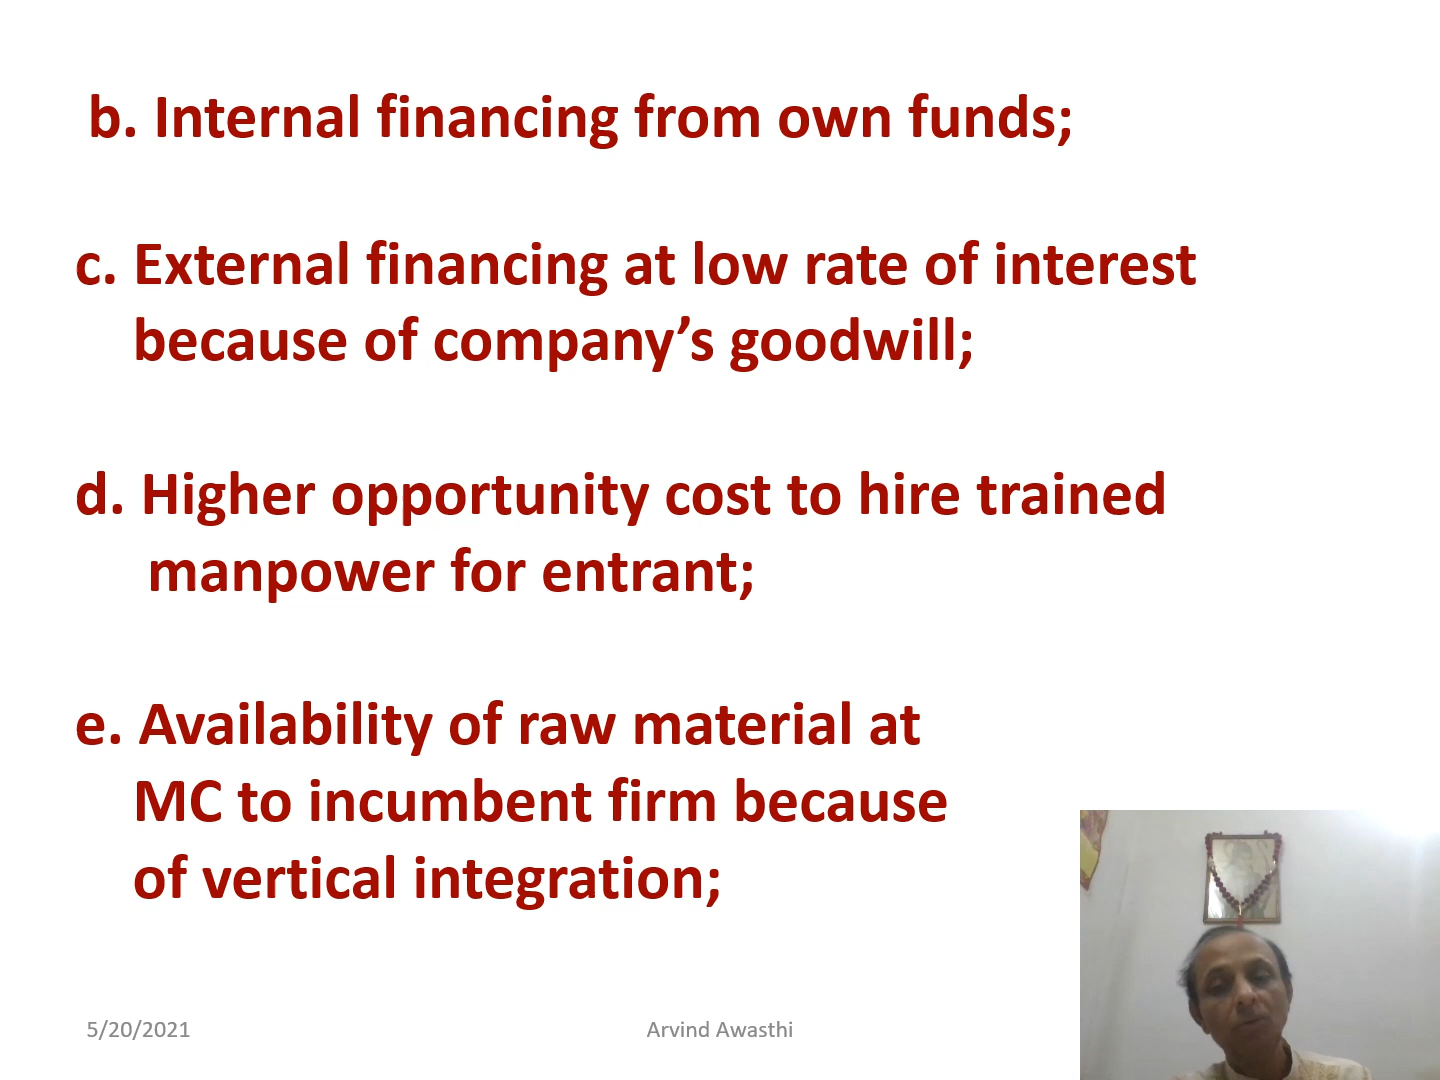 b. Internal financing from own funds;
c. External financing at low rate of interest
because of company’s goodwill;
d. Higher opportunity cost to hire trained
manpower for entrant;
e. Availability of raw material at
MC to incumbent firm because
of vertical integration;
5/20/2021
Arvind Awasthi